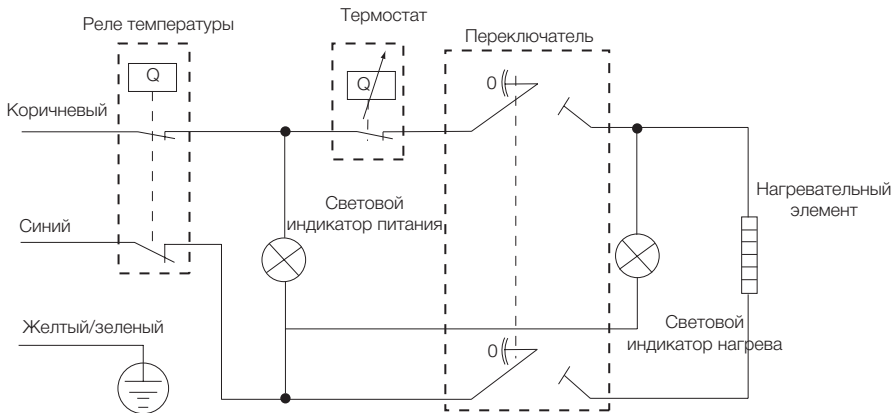 Реле температуры
Термостат
Переключатель
Q
Q
0
Коричневый
Нагревательный
элемент
Световой
индикатор питания
Синий
Желтый/зеленый
Световой
индикатор нагрева
0